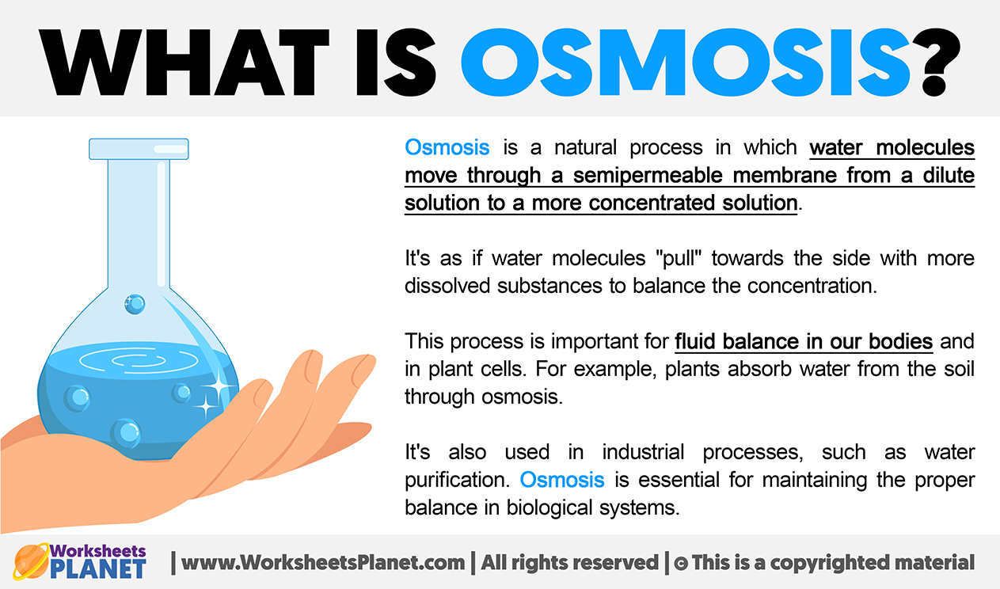 WHAT IS OSMOSIS?
Osmosis is a natural process in which water molecules
move through a semipermeable membrane from a dilute
solution to a more concentrated solution.
It's as if water molecules "pull" towards the side with more
dissolved substances to balance the concentration.
This process is important for fluid balance in our bodies and
in plant cells. For example, plants absorb water from the soil
through osmosis.
It's also used in industrial processes, such as water
purification. Osmosis is essential for maintaining the proper
balance in biological systems.
Worksheets
PLANET
| www.WorksheetsPlanet.com | All rights reserved | © This is a copyrighted material